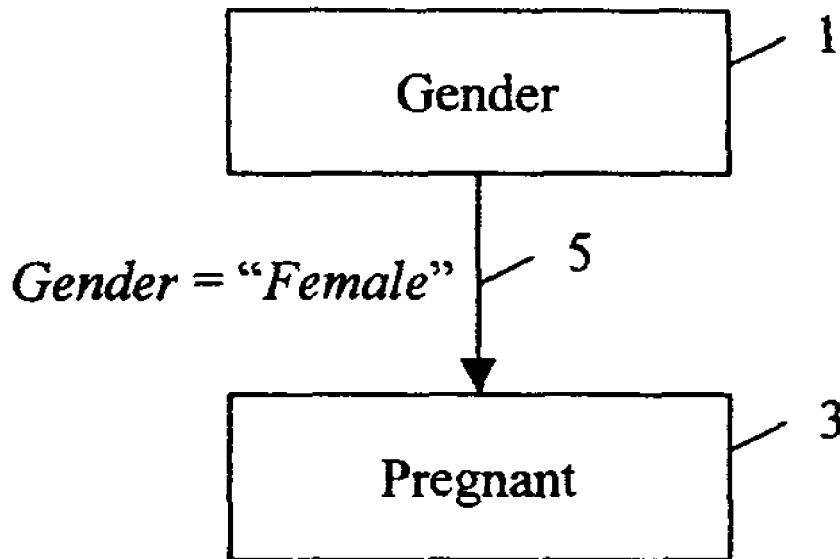 1
Gender
Gender = “Female”
5
3
Pregnant